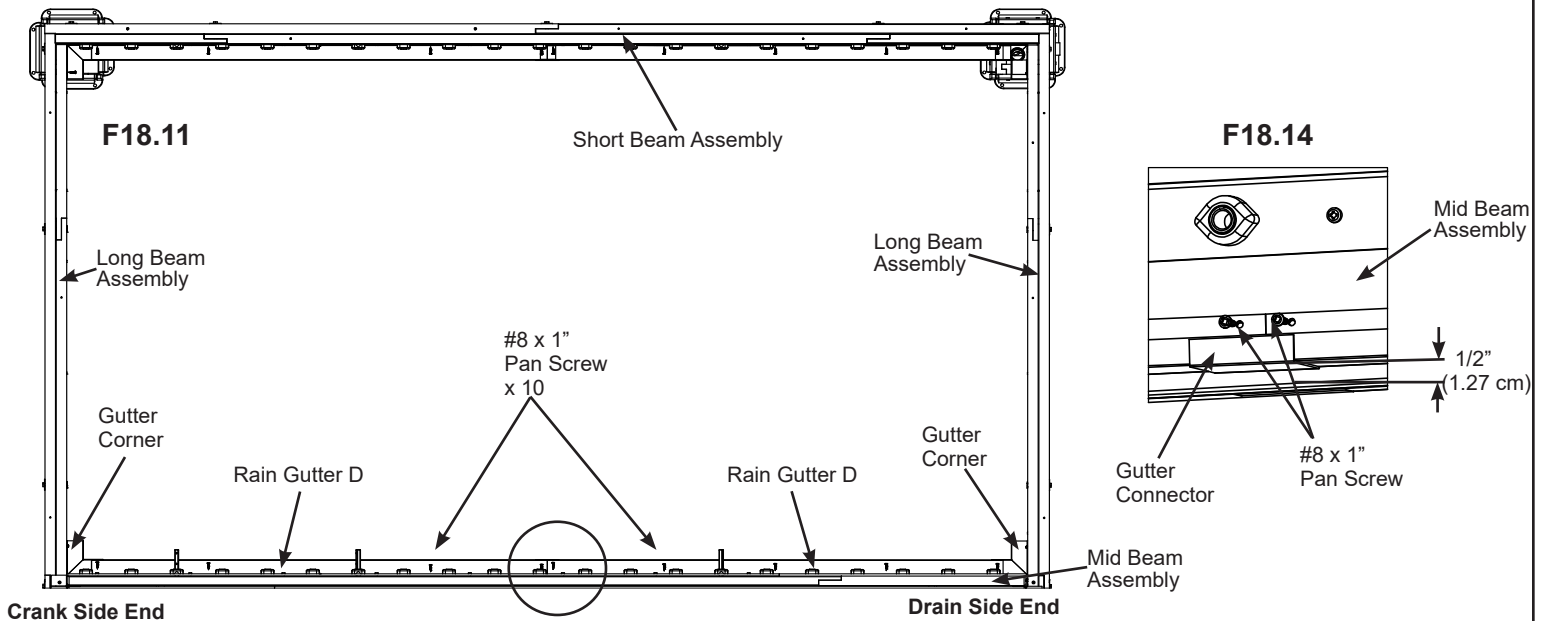 F18.11
Short Beam Assembly
Long Beam
Assembly
Long Beam
Assembly
#8 x 1”
Pan Screw
x 10
Gutter
Corner
Rain Gutter D
Rain Gutter D
Gutter
Corner
Mid Beam
Assembly
Crank Side End
Drain Side End
F18.14
Mid Beam
Assembly
1/2”
(1.27 cm)
#8 x 1”
Pan Screw
Gutter
Connector